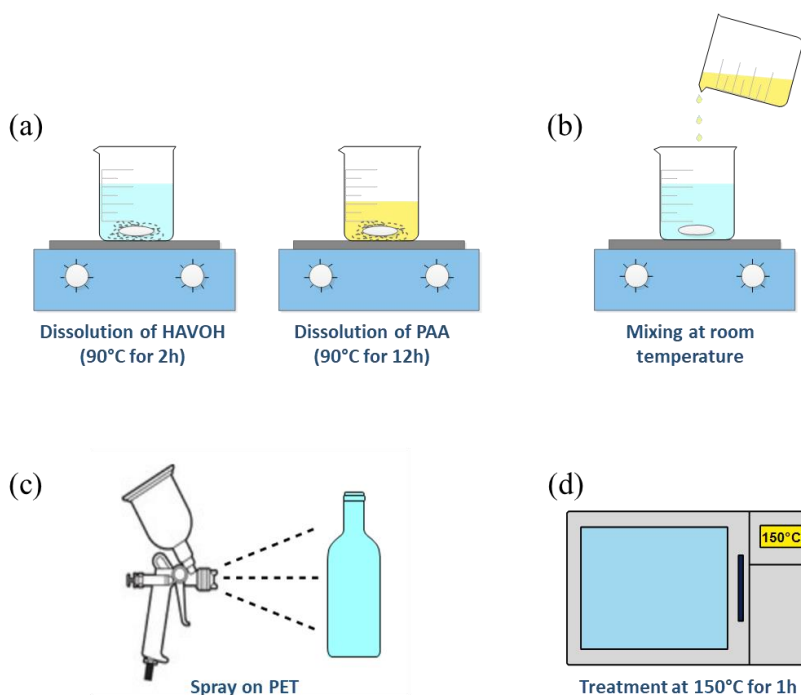 (a)
(b)
Dissolution of HAVOH
(90°C for 2h)
Dissolution of PAA
(90°C for 12h)
Mixing at room
temperature
(c)
(d)
150°C
Spray on PET
Treatment at 150°C for 1h